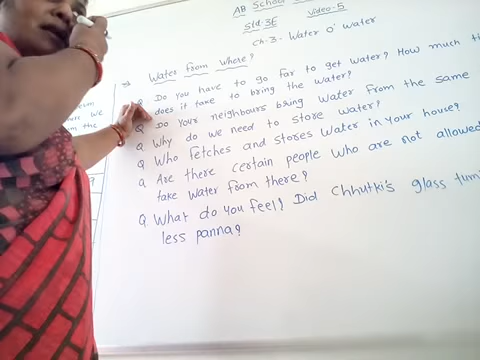 AB School
Std. 3E Video-5
Ch-3- Water O' Water
⇒ Water from where?
Q Do you have to go far to get water? How much
does it take to bring the water?
Q Do your neighbours bring water from the same
Q Why do we need to store water?
Q Who fetches and stores water in your house?
Q Are there certain people who are not allowed
take water from there?
Q. What do you feel? Did Chhutki's glass
less panna?